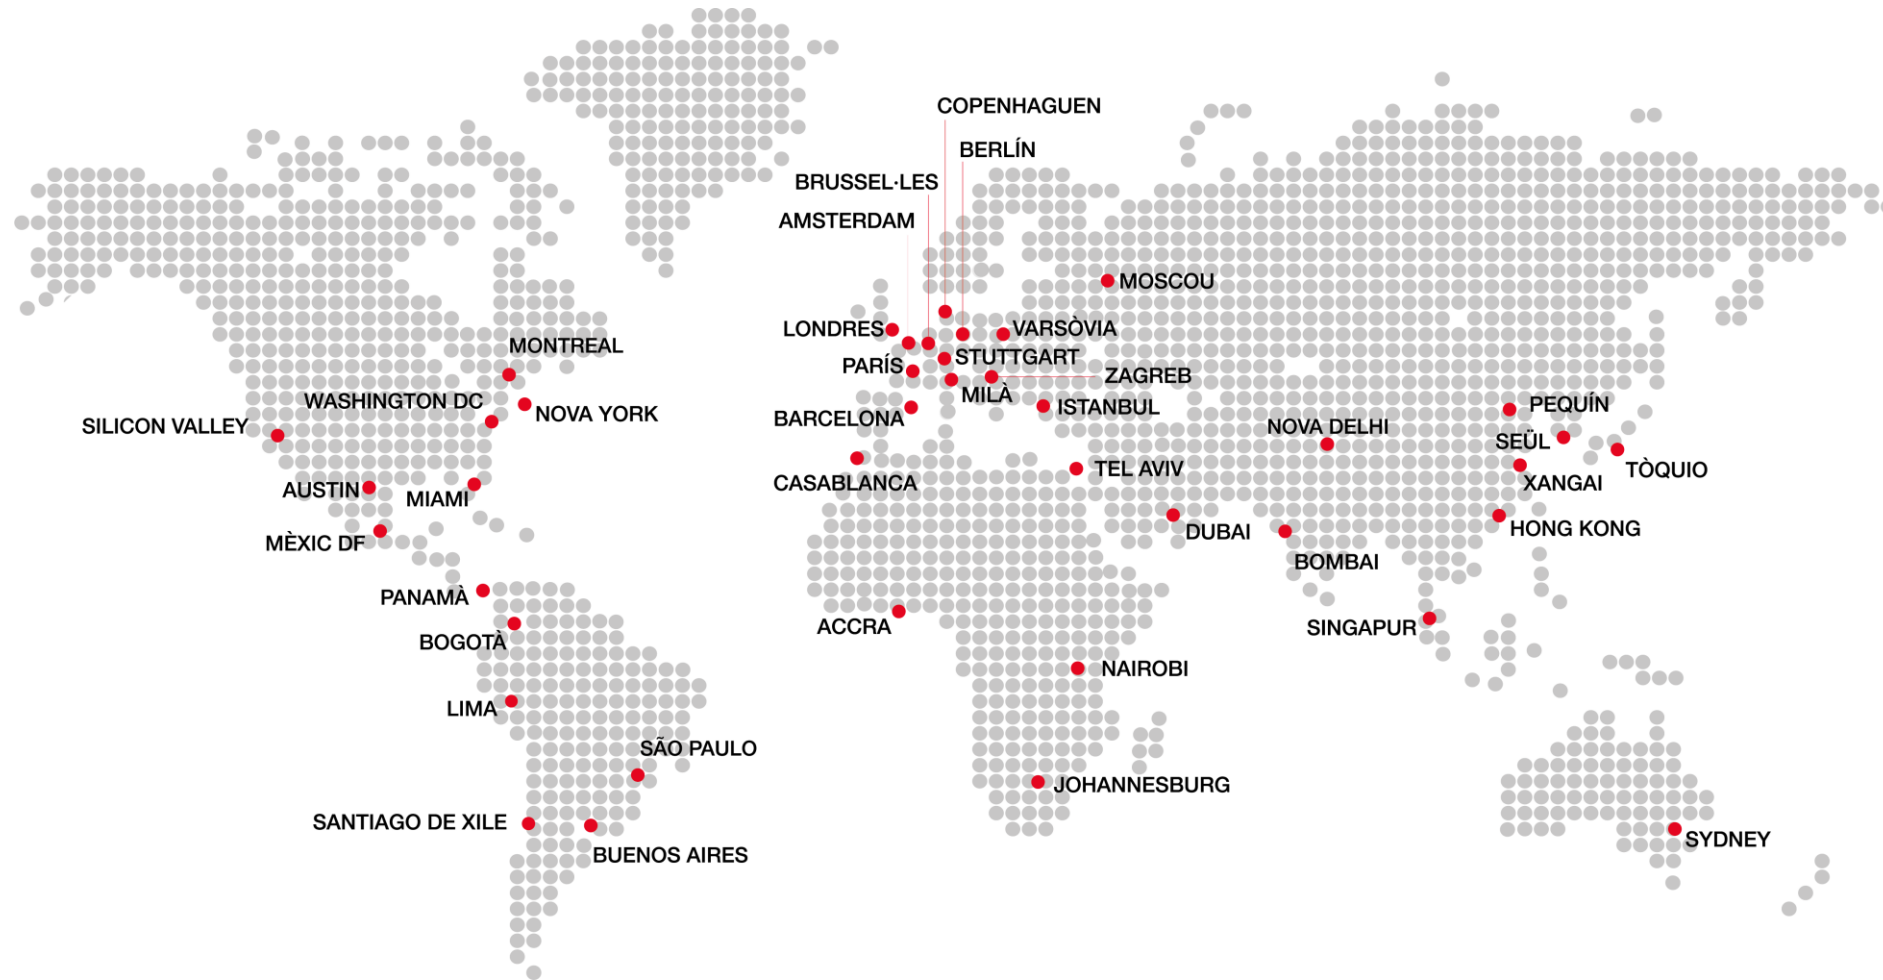 COPENHAGUEN
BERLÍN
BRUSSEL·LES
AMSTERDAM
MOSCOU
LONDRES
VARSÒVIA
MONTREAL
STUTTGART
PARÍS
ZAGREB
MILÀ
WASHINGTON DC
NOVA YORK
BARCELONA
ISTANBUL
PEQUÍN
SILICON VALLEY
NOVA DELHI
SEÜL
TÒQUIO
TEL AVIV
CASABLANCA
XANGAI
AUSTIN
MIAMI
MÈXIC DF
DUBAI
HONG KONG
BOMBAI
PANAMÀ
ACCRA
SINGAPUR
BOGOTÀ
NAIROBI
LIMA
SÃO PAULO
JOHANNESBURG
SANTIAGO DE XILE
SYDNEY
BUENOS AIRES